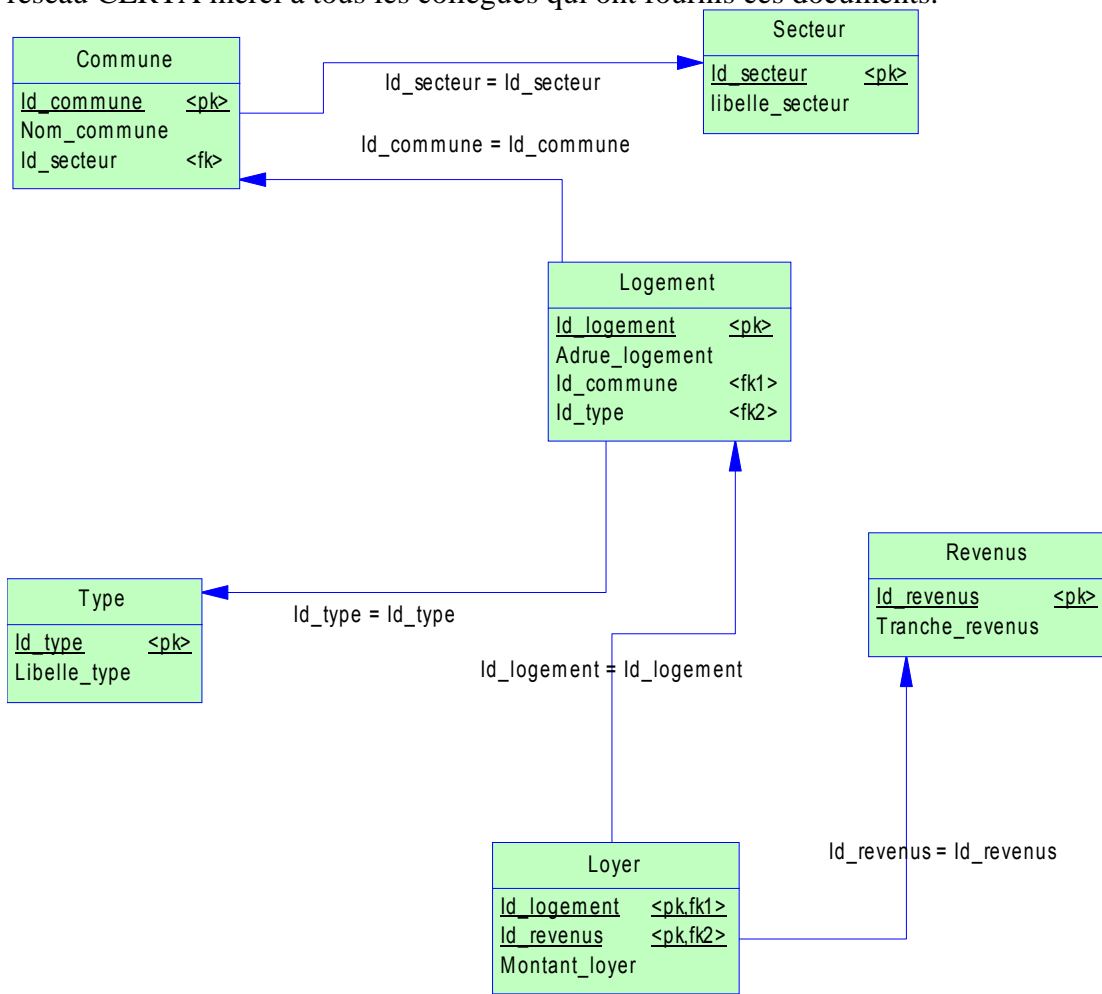 réseau CERTA merci à tous les collègues qui ont fournis ces documents.
Secteur
Id_secteur <pk>
libelle_secteur
Commune
Id_commune <pk>
Nom_commune
Id_secteur <fk>
Id_secteur = Id_secteur
Id_commune = Id_commune
Logement
Id_logement <pk>
Adrue_logement
Id_commune <fk1>
Id_type <fk2>
Type
Id_type <pk>
Libelle_type
Id_type = Id_type
Revenus
Id_revenus <pk>
Tranche_revenus
Id_logement = Id_logement
Loyer
Id_logement <pk,fk1>
Id_revenus <pk,fk2>
Montant_loyer
Id_revenus = Id_revenus